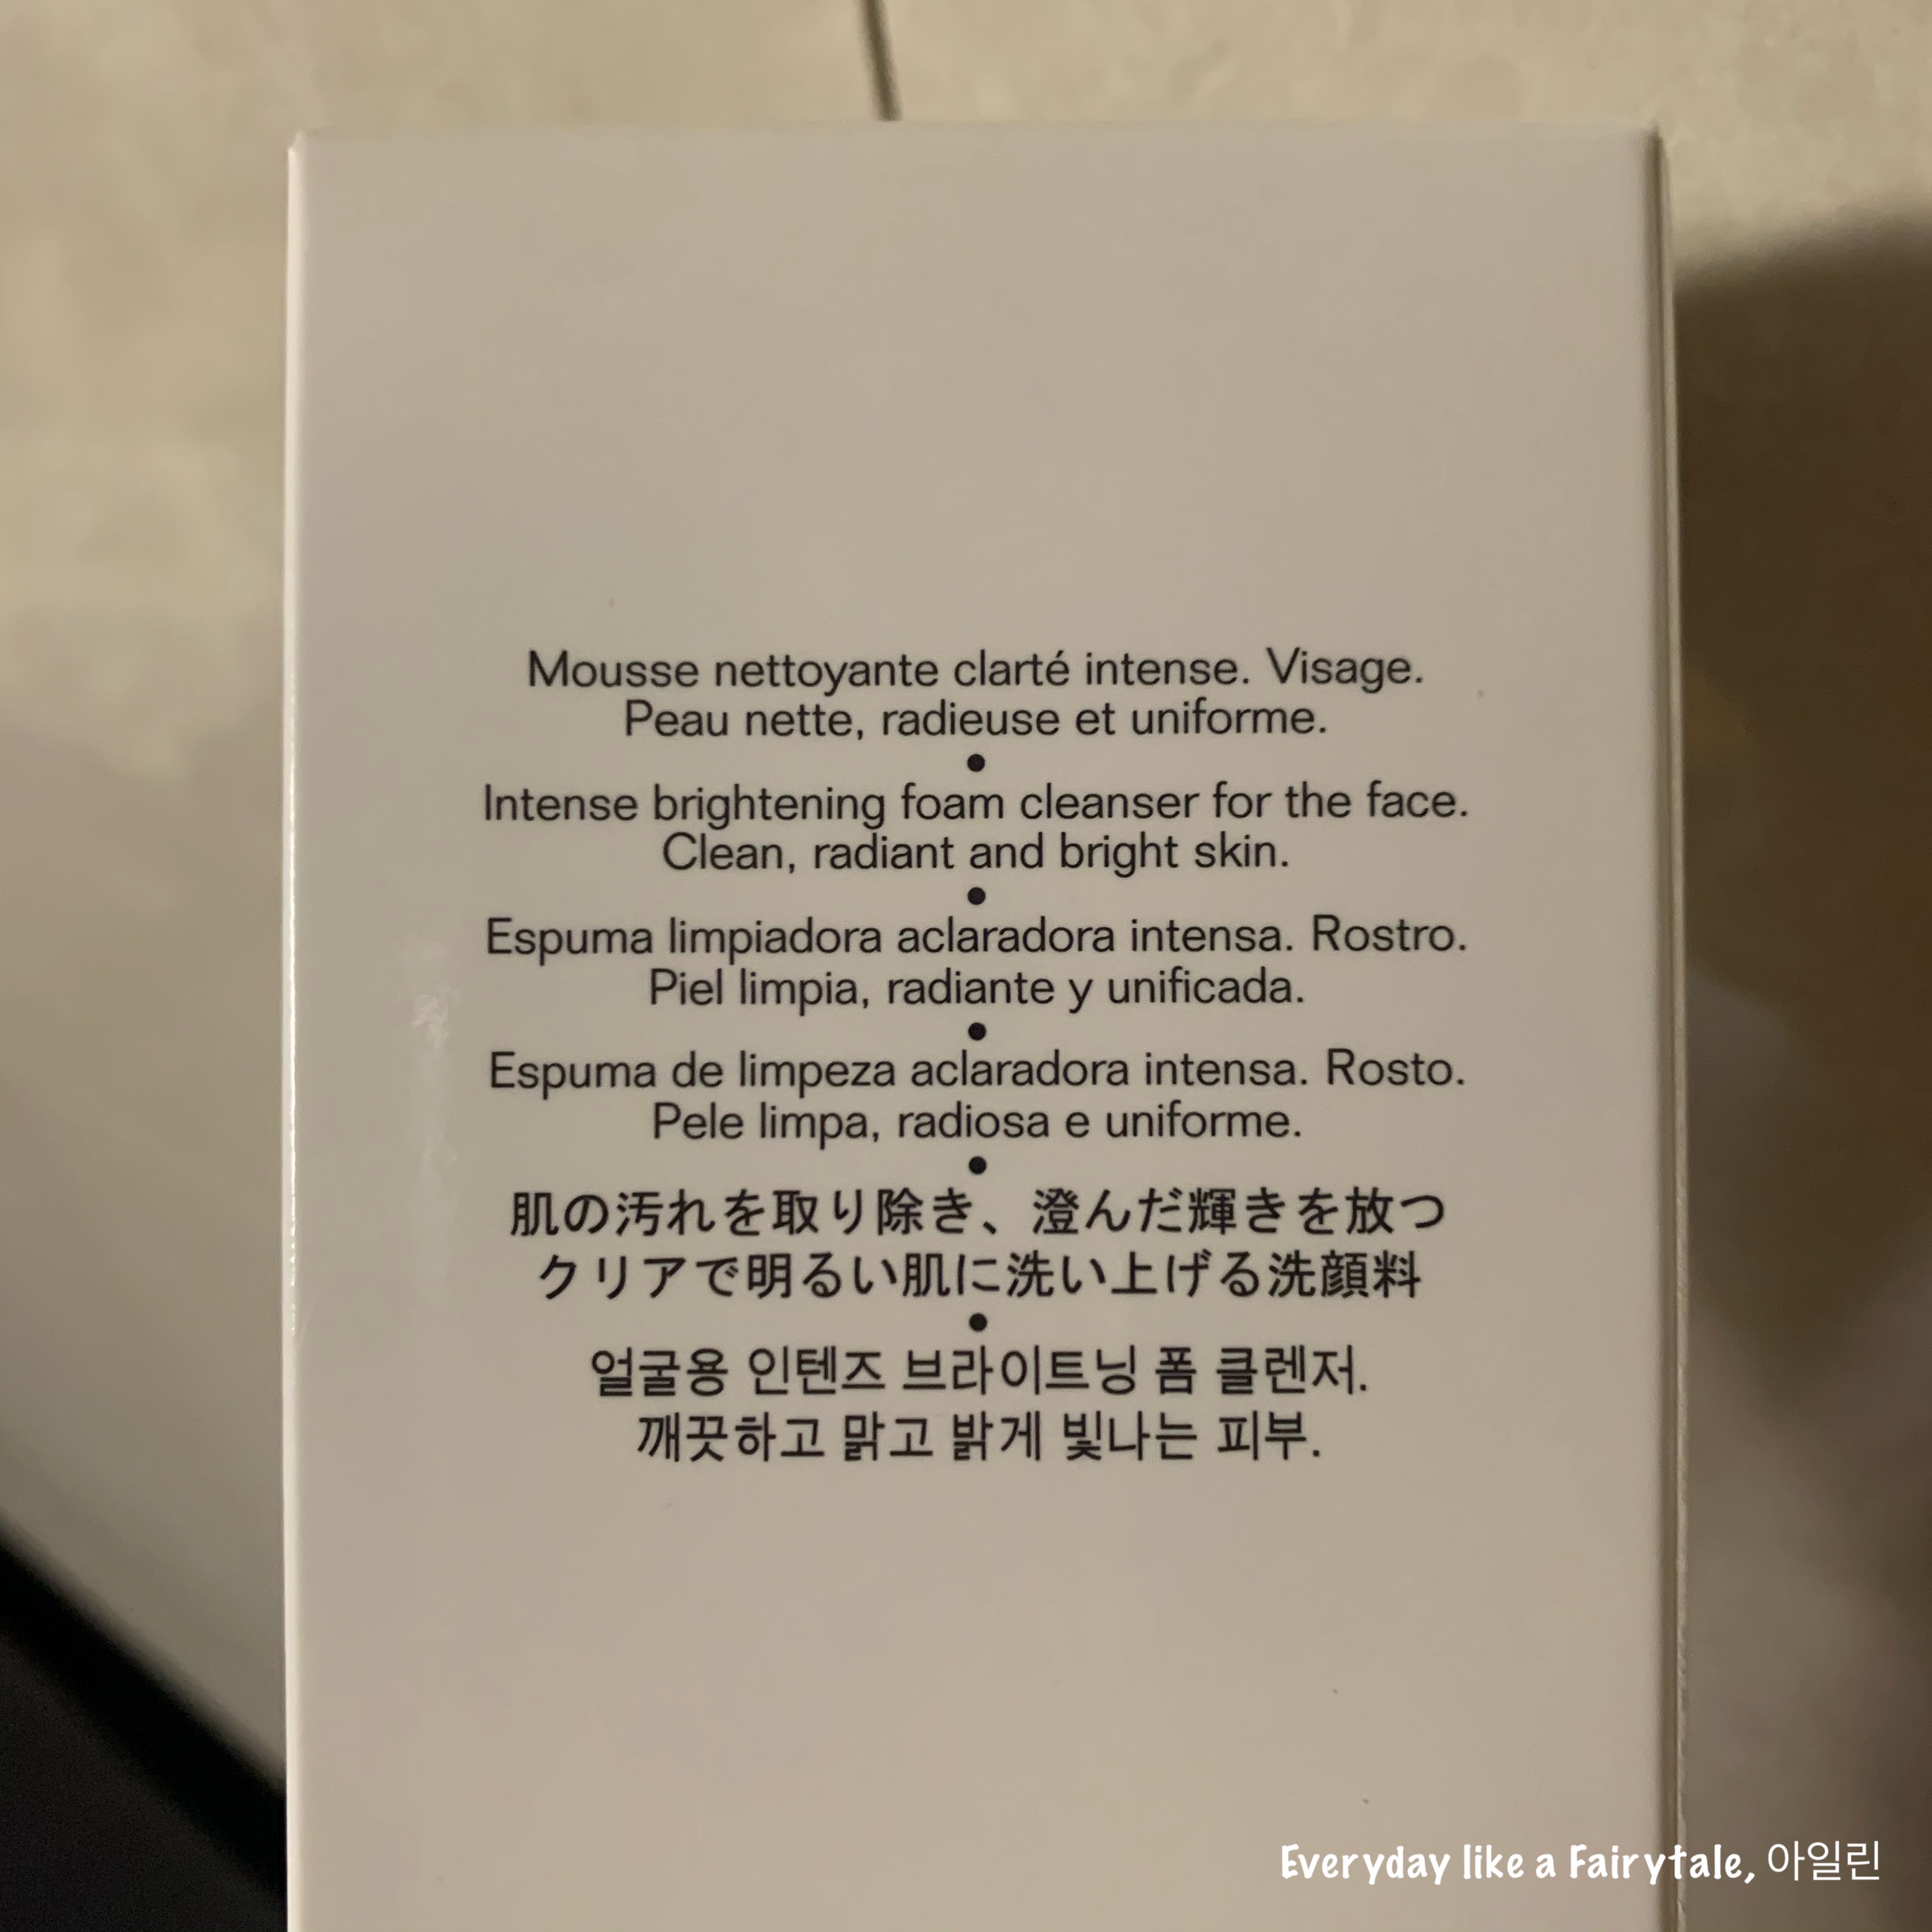 Mousse nettoyante clarté intense. Visage.
Peau nette, radieuse et uniforme.
•
Intense brightening foam cleanser for the face.
Clean, radiant and bright skin.
•
Espuma limpiadora aclaradora intensa. Rostro.
Piel limpia, radiante y unificada.
•
Espuma de limpeza aclaradora intensa. Rosto.
Pele limpa, radiosa e uniforme.
•
肌の汚れを取り除き、澄んだ輝きを放つ
クリアで明るい肌に洗い上げる洗顔料
•
얼굴용 인텐즈 브라이트닝 폼 클렌저.
깨끗하고 맑고 밝게 빛나는 피부.
Everyday like a Fairytale, 아일린